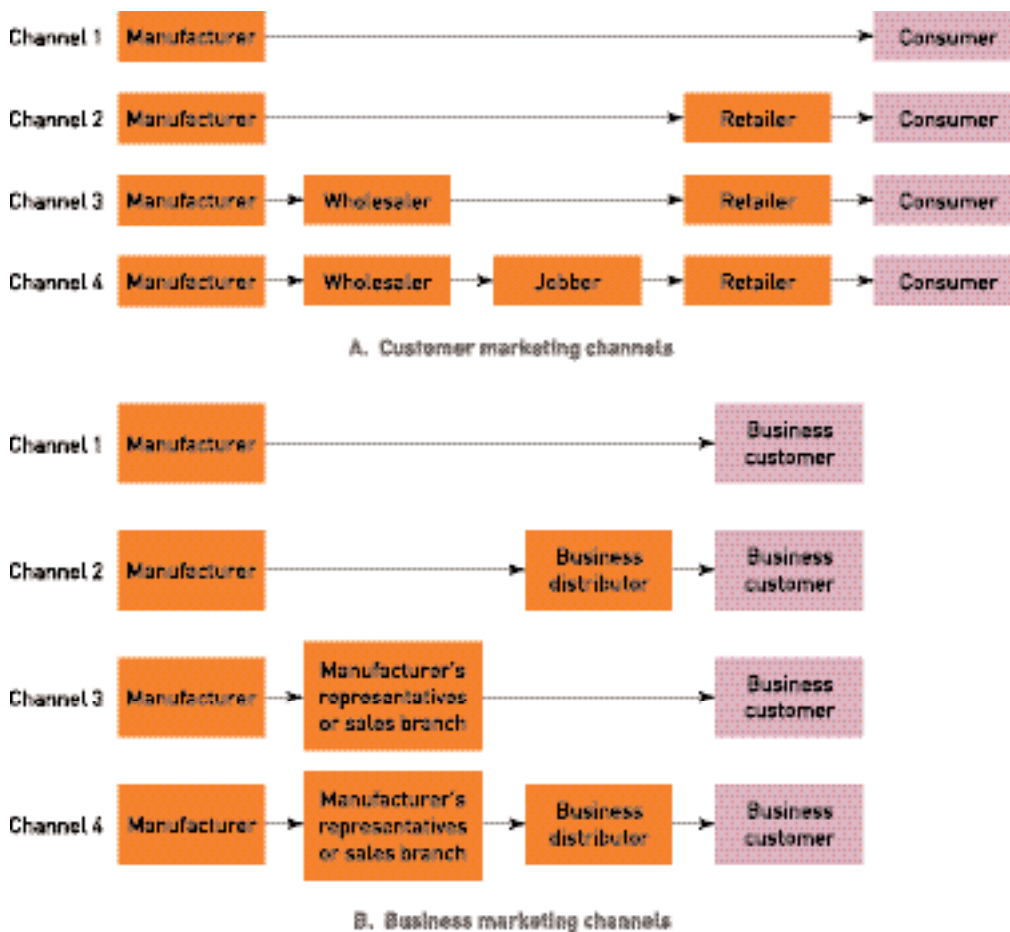 Channel 1 Manufacturer Consumer
Channel 2 Manufacturer Retailer Consumer
Channel 3 Manufacturer Wholesaler Retailer Consumer
Channel 4 Manufacturer Wholesaler Jobber Retailer Consumer
A. Customer marketing channels
Channel 1 Manufacturer Business
customer
Channel 2 Manufacturer Business
distributor
Business
customer
Channel 3 Manufacturer Manufacturer's
representatives
or sales branch
Business
customer
Channel 4 Manufacturer Manufacturer's
representatives
or sales branch
Business
distributor
Business
customer
B. Business marketing channels